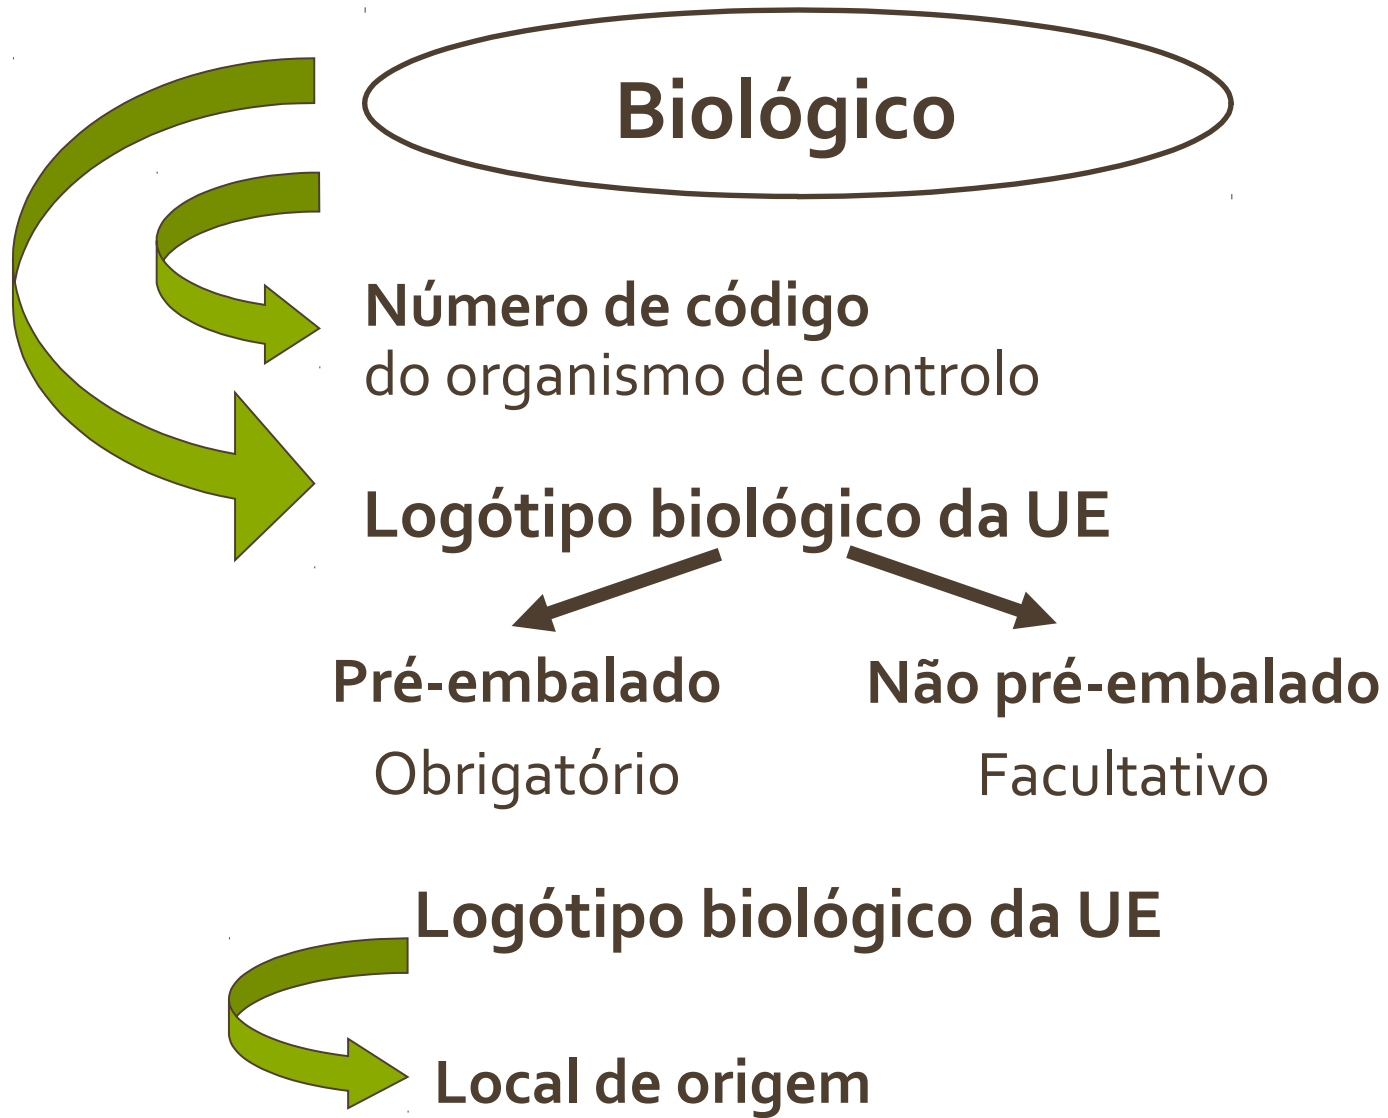 Biológico
Número de código
do organismo de controlo
Logótipo biológico da UE
Pré-embalado
Não pré-embalado
Obrigatório
Facultativo
Logótipo biológico da UE
Local de origem